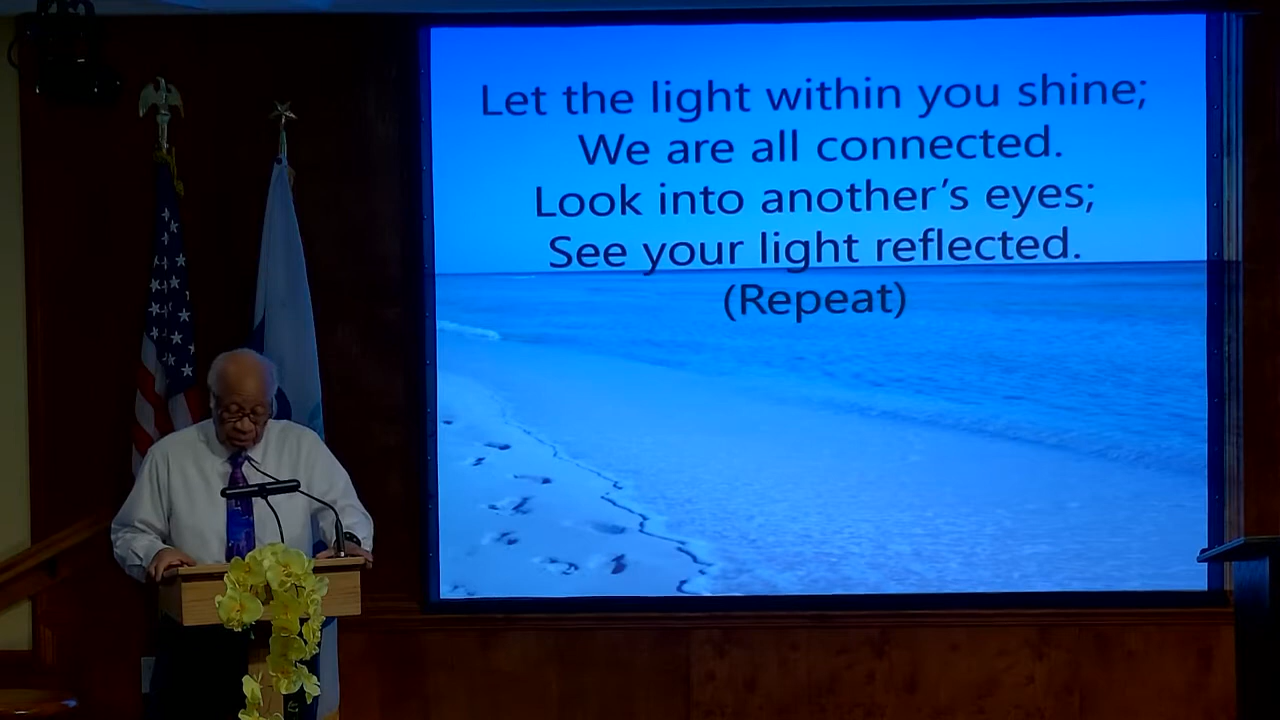 Let the light within you shine;
We are all connected.
Look into another’s eyes;
See your light reflected.
(Repeat)